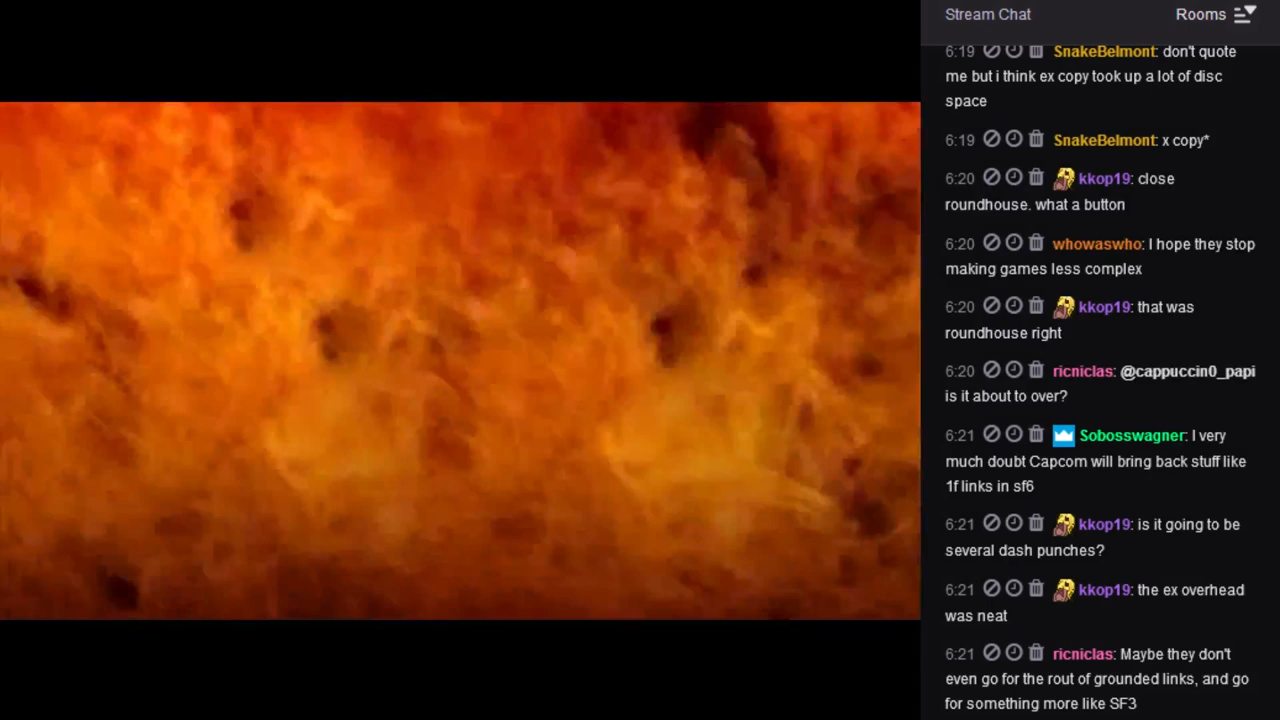 Stream Chat
Rooms
6:19 SnakeBelmont: don't quote
me but i think ex copy took up a lot of disc
space
6:19 SnakeBelmont: x copy*
6:20 kkop19: close
roundhouse. what a button
6:20 whowaswho: I hope they stop
making games less complex
6:20 kkop19: that was
roundhouse right
6:20 ricniclas: @cappuccin0_papi
is it about to over?
6:21 Sobosswagner: I very
much doubt Capcom will bring back stuff like
1f links in sf6
6:21 kkop19: is it going to be
several dash punches?
6:21 kkop19: the ex overhead
was neat
6:21 ricniclas: Maybe they don't
even go for the rout of grounded links, and go
for something more like SF3